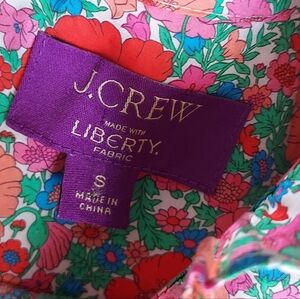 J.CREW
MADE WITH
LIBERTY.
FABRIC
S
MADE IN
CHINA